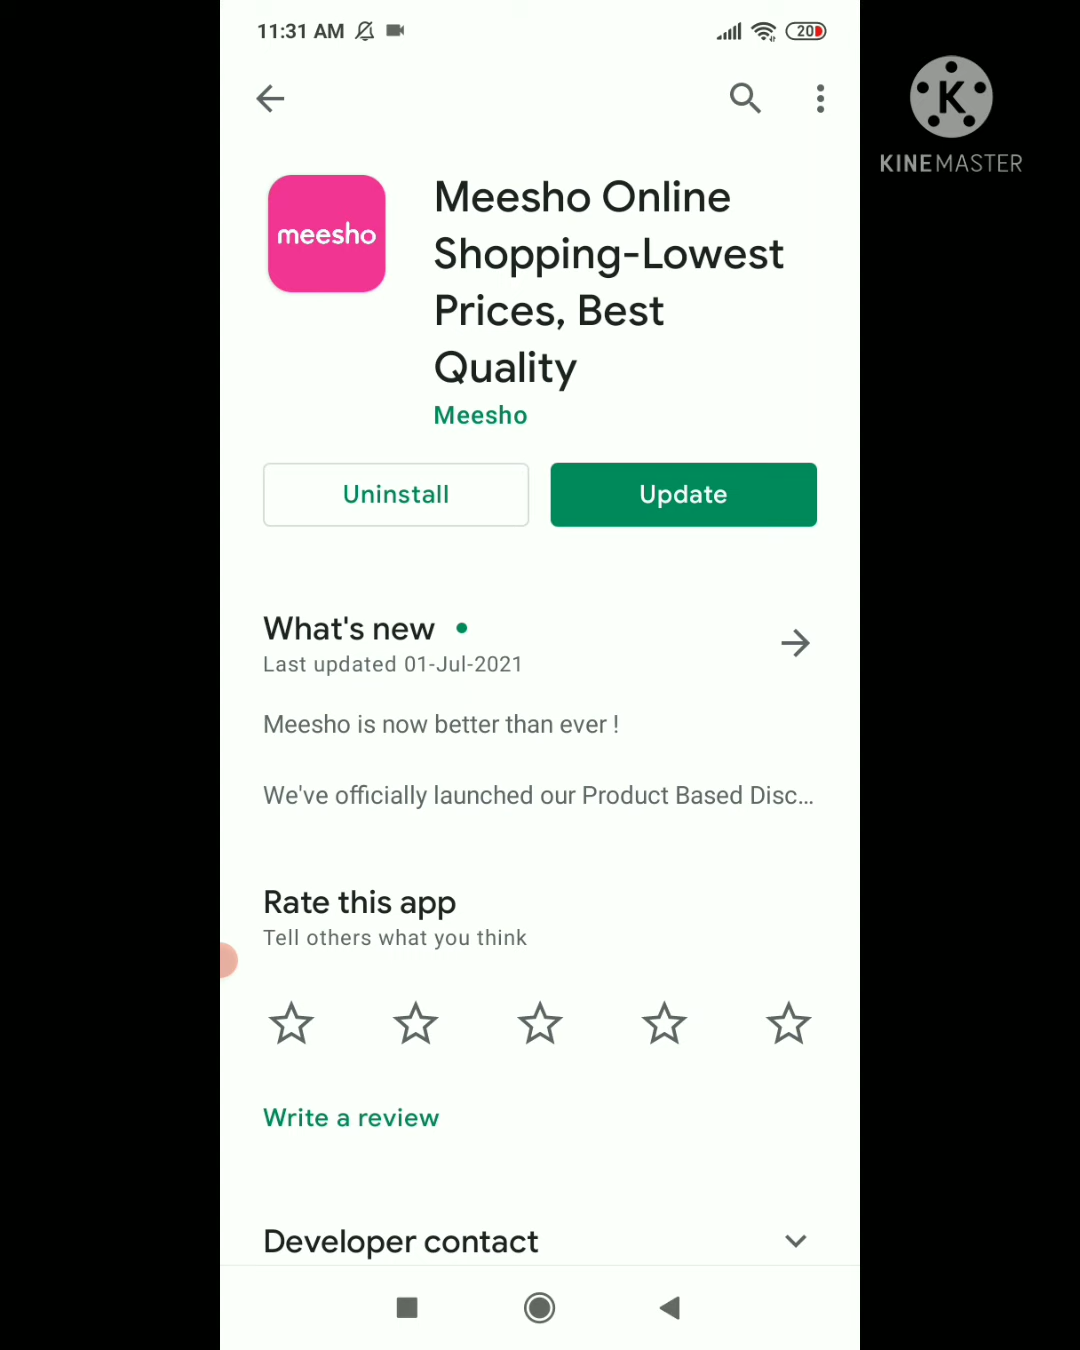 11:31 AM
20
K
KINEMASTER
meesho
Meesho Online
Shopping-Lowest
Prices, Best
Quality
Meesho
Uninstall
Update
What's new
Last updated 01-Jul-2021
Meesho is now better than ever !
We've officially launched our Product Based Disc...
Rate this app
Tell others what you think
Write a review
Developer contact